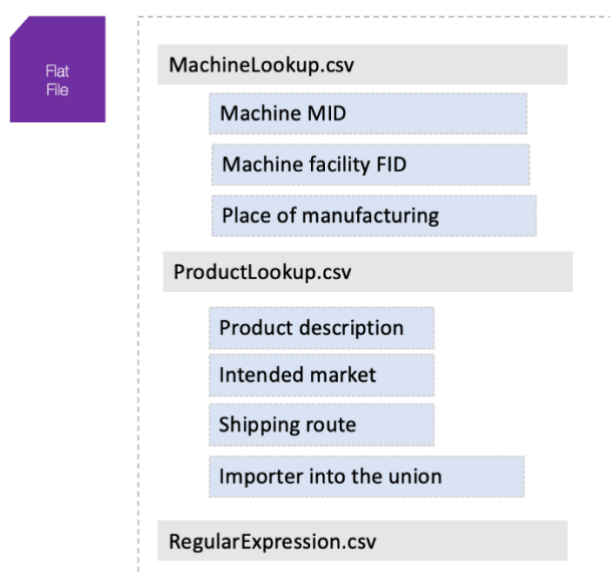 Flat
File
MachineLookup.csv
Machine MID
Machine facility FID
Place of manufacturing
ProductLookup.csv
Product description
Intended market
Shipping route
Importer into the union
RegularExpression.csv